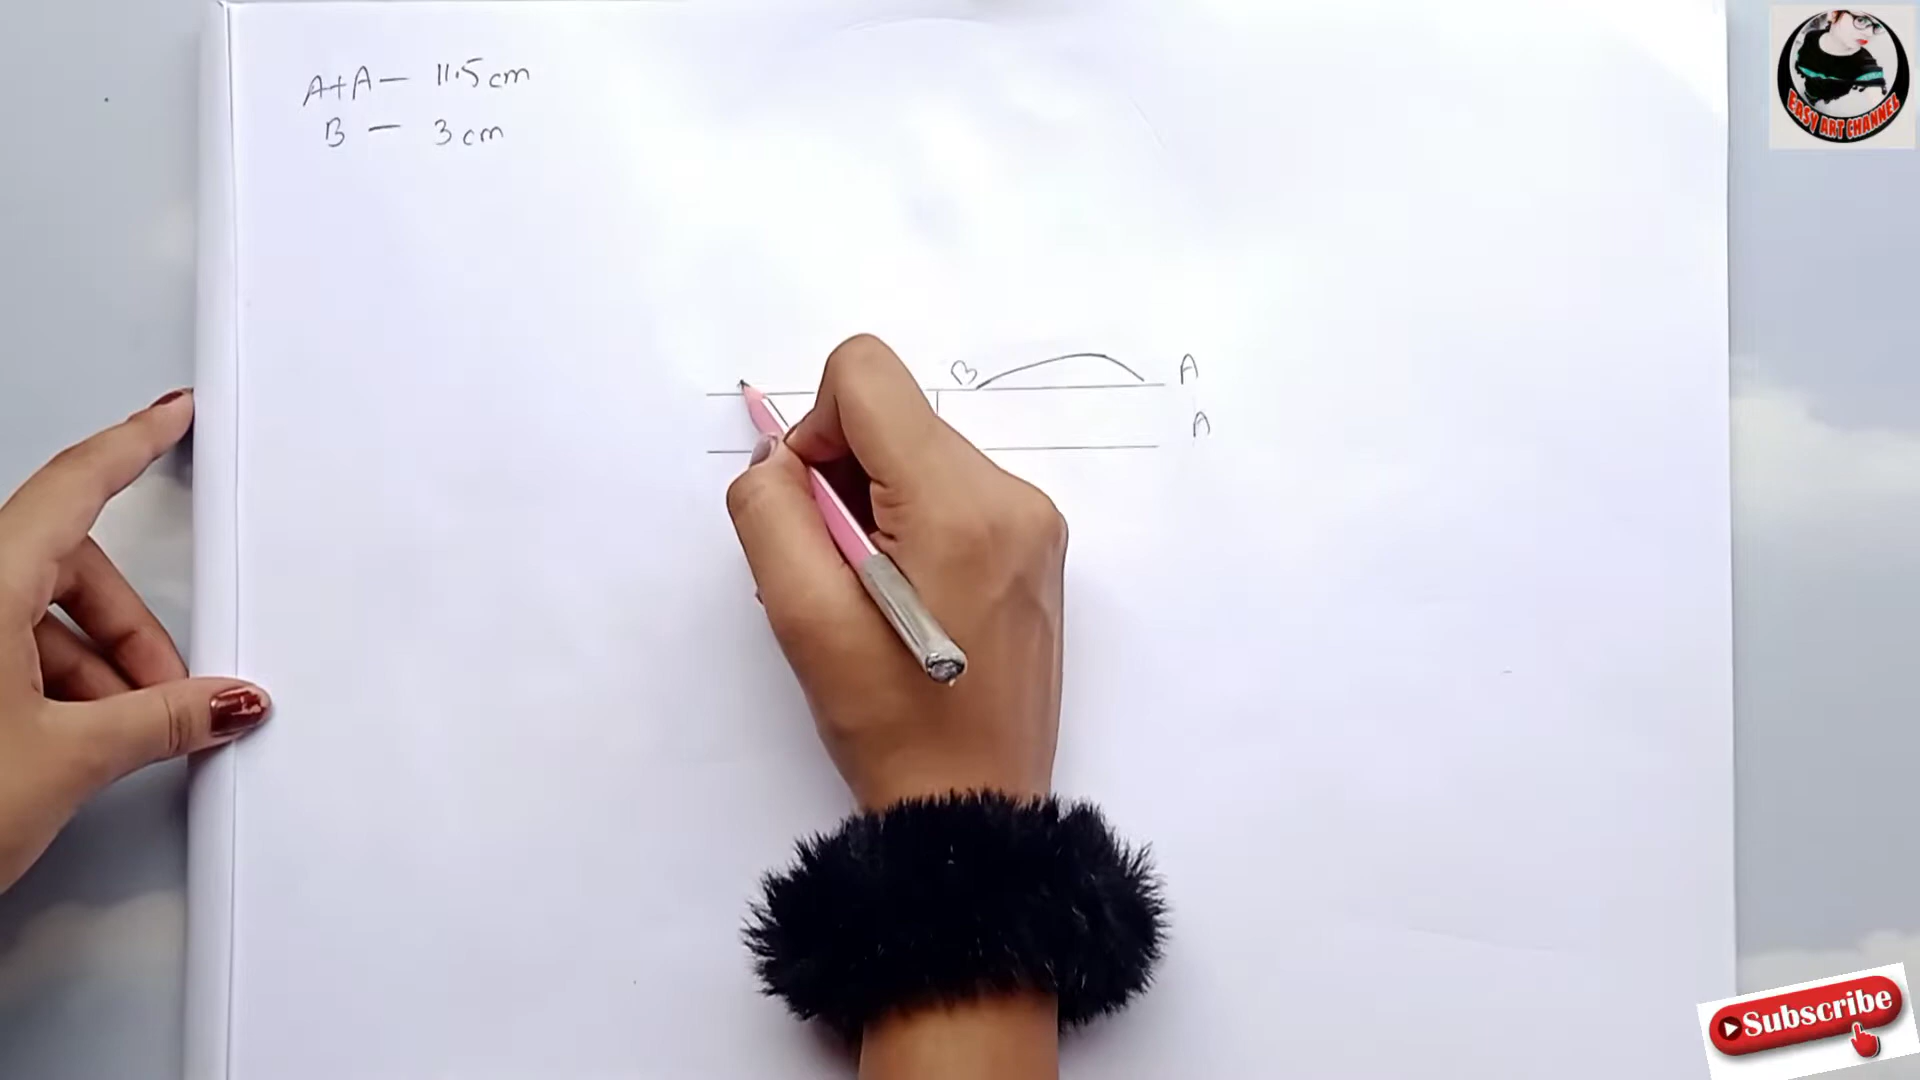 A+A — 11.5 cm
B — 3 cm
B
A
A
EASY ART CHANNEL
Subscribe